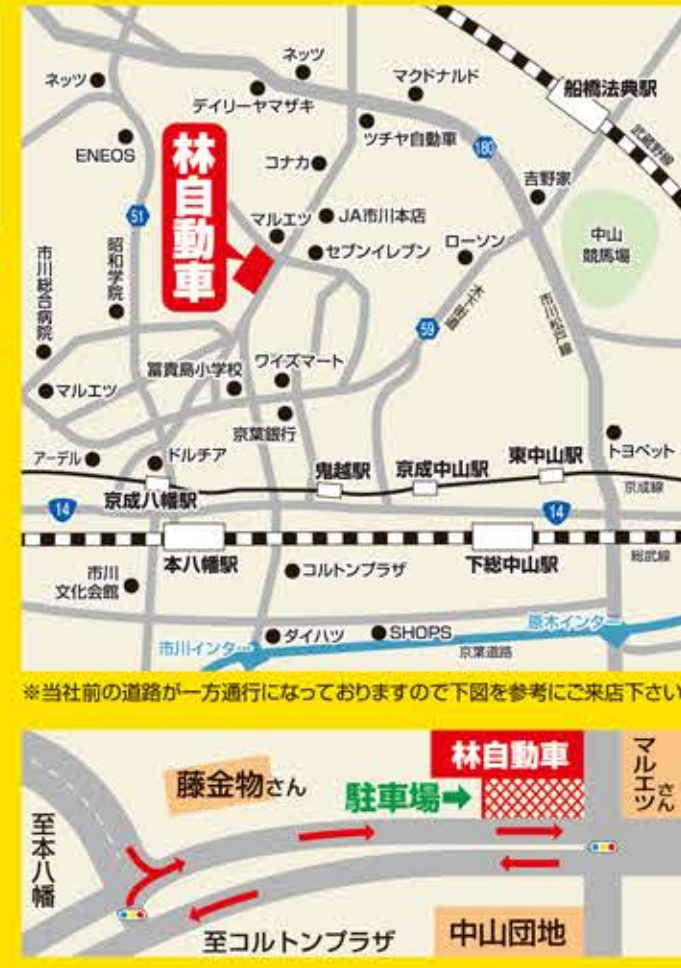 ネッツ
ネッツ
マクドナルド
船橋法典駅
デイリーヤマザキ
武蔵野線
ENEOS
ツチヤ自動車
180
コナカ
林自動車
吉野家
51
マルエツ
JA市川本店
昭和学院
市川総合病院
セブンイレブン
ローソン
中山
競馬場
木下街道
59
市川松戸線
冨貴島小学校
ワイズマート
マルエツ
京葉銀行
アーデル
ドルチア
鬼越駅
京成中山駅
東中山駅
トヨペット
京成線
京成八幡駅
14
14
本八幡駅
コルトンプラザ
下総中山駅
総武線
市川
文化会館
ダイハツ
SHOPS
原木インター
市川インター
京葉道路
※当社前の道路が一方通行になっておりますので下図を参考にご来店下さい
林自動車
マルエツさん
藤金物さん
駐車場➡
至本八幡
至コルトンプラザ
中山団地